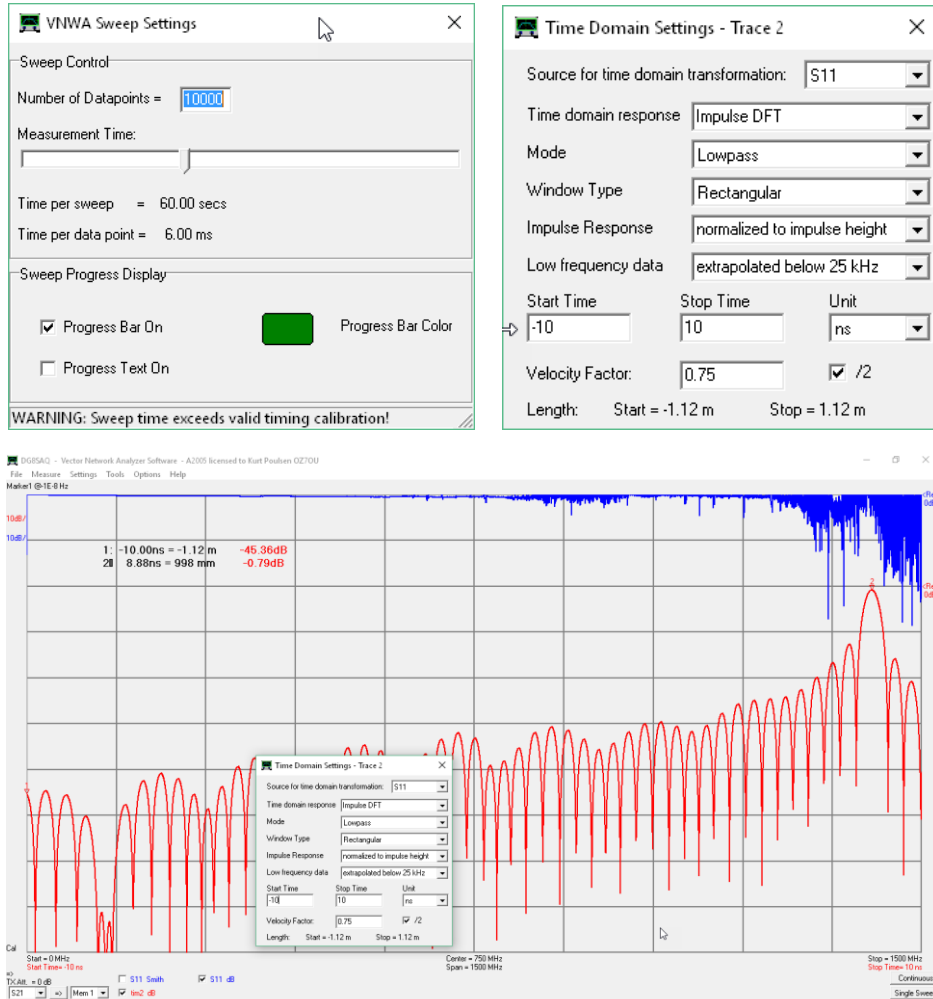 VNWA Sweep Settings
Sweep Control
Number of Datapoints = 10000
Measurement Time:
Time per sweep = 60.00 secs
Time per data point = 6.00 ms
Sweep Progress Display
Progress Bar On
Progress Bar Color
Progress Text On
WARNING: Sweep time exceeds valid timing calibration!
Time Domain Settings - Trace 2
Source for time domain transformation: S11
Time domain response Impulse DFT
Mode Lowpass
Window Type Rectangular
Impulse Response normalized to impulse height
Low frequency data extrapolated below 25 kHz
Start Time Stop Time Unit
-10 10 ns
Velocity Factor: 0.75 /2
Length: Start = -1.12 m Stop = 1.12 m
DG8SAQ - Vector Network Analyzer Software - A2005 licensed to Kurt Poulsen OZ7OU
File Measure Settings Tools Options Help
Marker1 @-1E-8 Hz
10dB/
10dB/
1: -10.00ns = -1.12 m -45.36dB
2: 8.88ns = 998 mm -0.79dB
2
Time Domain Settings - Trace 2
Source for time domain transformation: S11
Time domain response Impulse DFT
Mode Lowpass
Window Type Rectangular
Impulse Response normalized to impulse height
Low frequency data extrapolated below 25 kHz
Start Time Stop Time Unit
-10 10 ns
Velocity Factor: 0.75 /2
Length: Start = -1.12 m Stop = 1.12 m
Cal
Start = 0 MHz Center = 750 MHz Stop = 1500 MHz
Start Time= -10 ns Span = 1500 MHz Stop Time= 10 ns
=> Continuous
TX Att. = 0 dB S11 Smith S11 dB
S21 => Mem 1 tim2 dB Single Sweep